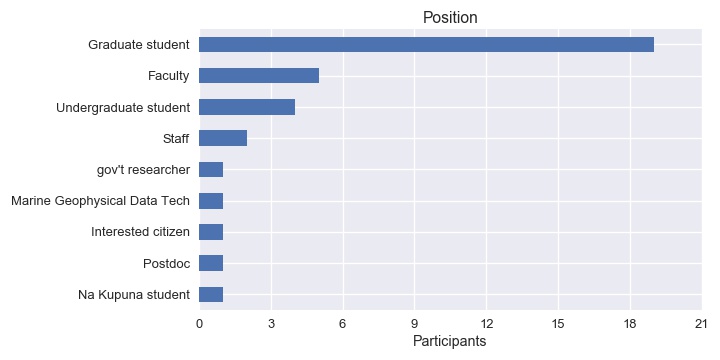 Position
Graduate student
Faculty
Undergraduate student
Staff
gov't researcher
Marine Geophysical Data Tech
Interested citizen
Postdoc
Na Kupuna student
0 3 6 9 12 15 18 21
Participants